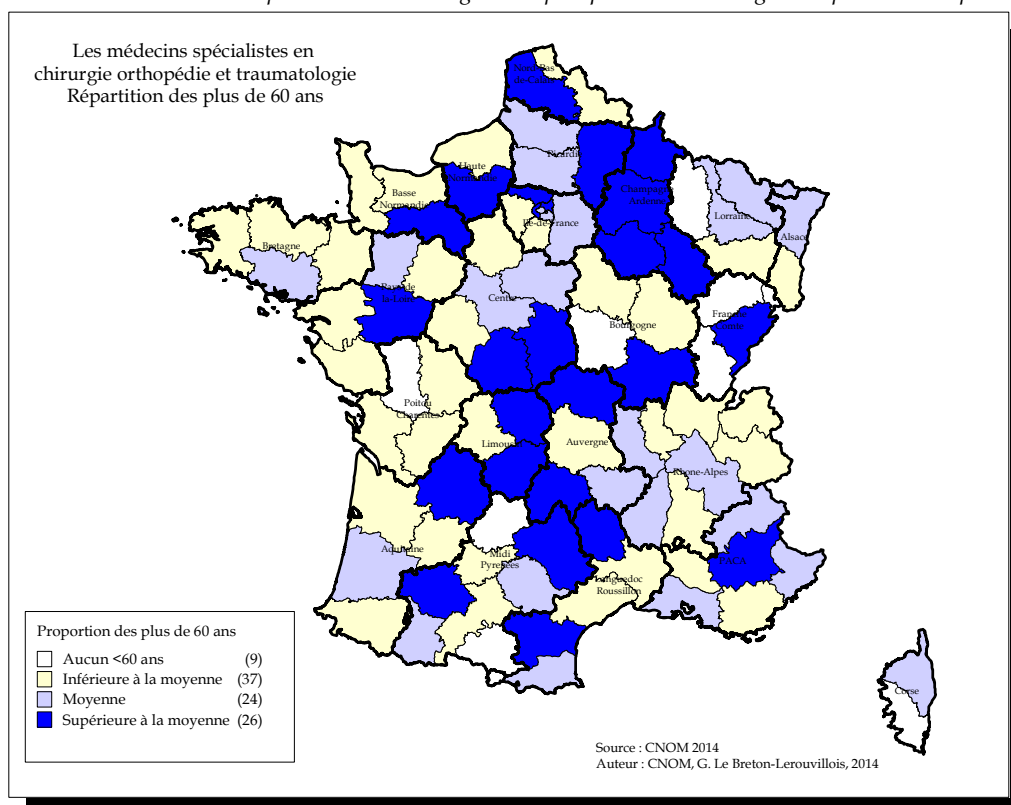 Les médecins spécialistes en
chirurgie orthopédie et traumatologie
Répartition des plus de 60 ans
Nord-Pas
de-Calais
Picardie
Haute
Normandie
Basse
Normandie
Champagne
Ardenne
Lorraine
Alsace
Ile-de-France
Bretagne
Pays de
la-Loire
Centre
Bourgogne
Franche
Comté
Poitou
Charentes
Limousin
Auvergne
Rhone-Alpes
Aquitaine
Midi
Pyrénées
Languedoc
Roussillon
PACA
Corse
Proportion des plus de 60 ans
Aucun <60 ans (9)
Inférieure à la moyenne (37)
Moyenne (24)
Supérieure à la moyenne (26)
Source : CNOM 2014
Auteur : CNOM, G. Le Breton-Lerouvillois, 2014